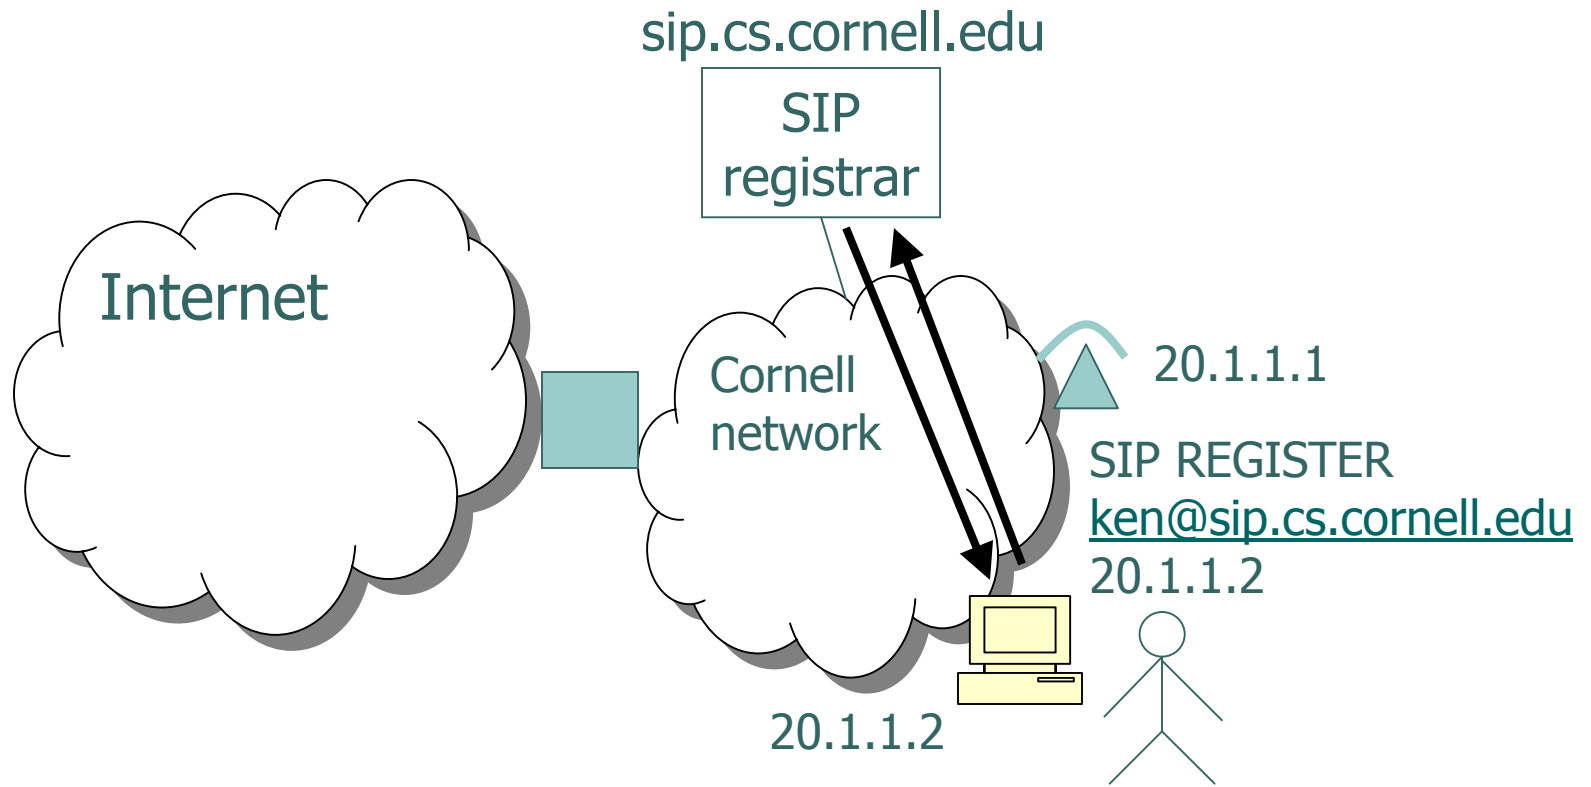 sip.cs.cornell.edu
SIP
registrar
Internet
Cornell
network
20.1.1.1
SIP REGISTER
ken@sip.cs.cornell.edu
20.1.1.2
20.1.1.2